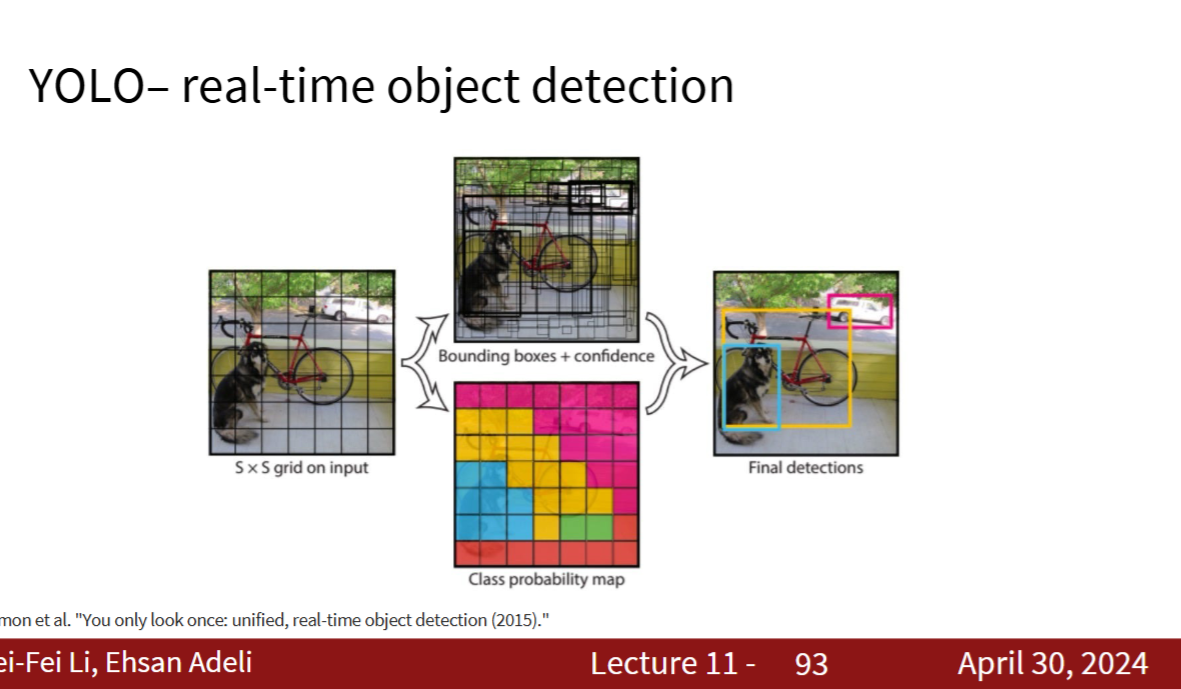 YOLO– real-time object detection
Bounding boxes + confidence
S × S grid on input
Final detections
Class probability map
mon et al. "You only look once: unified, real-time object detection (2015)."
ei-Fei Li, Ehsan Adeli
Lecture 11 - 93
April 30, 2024